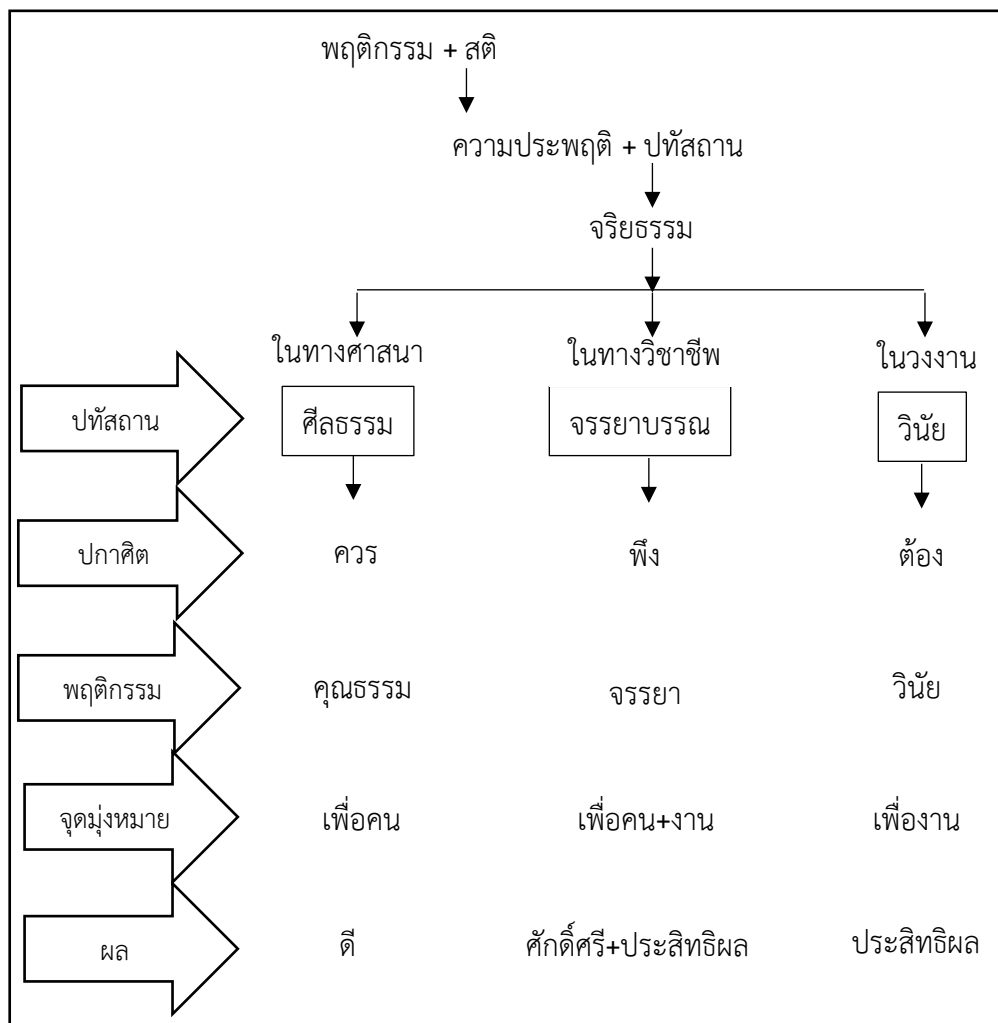 พฤติกรรม + สติ
ความประพฤติ + ปทัสถาน
จริยธรรม
ในทางศาสนา ในทางวิชาชีพ ในวงงาน
ปทัสถาน ศีลธรรม จรรยาบรรณ วินัย
ปกาศิต ควร พึง ต้อง
พฤติกรรม คุณธรรม จรรยา วินัย
จุดมุ่งหมาย เพื่อคน เพื่อคน+งาน เพื่องาน
ผล ดี ศักดิ์ศรี+ประสิทธิผล ประสิทธิผล